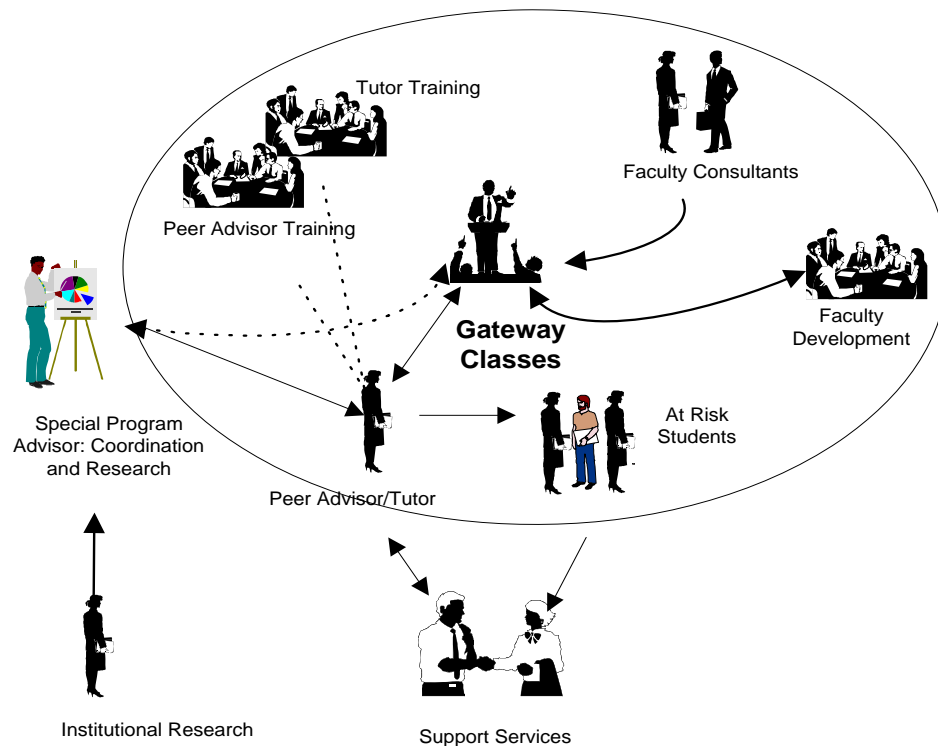 Tutor Training
Faculty Consultants
Peer Advisor Training
Gateway
Classes
Faculty
Development
At Risk
Students
Special Program
Advisor: Coordination
and Research
Peer Advisor/Tutor
Institutional Research
Support Services